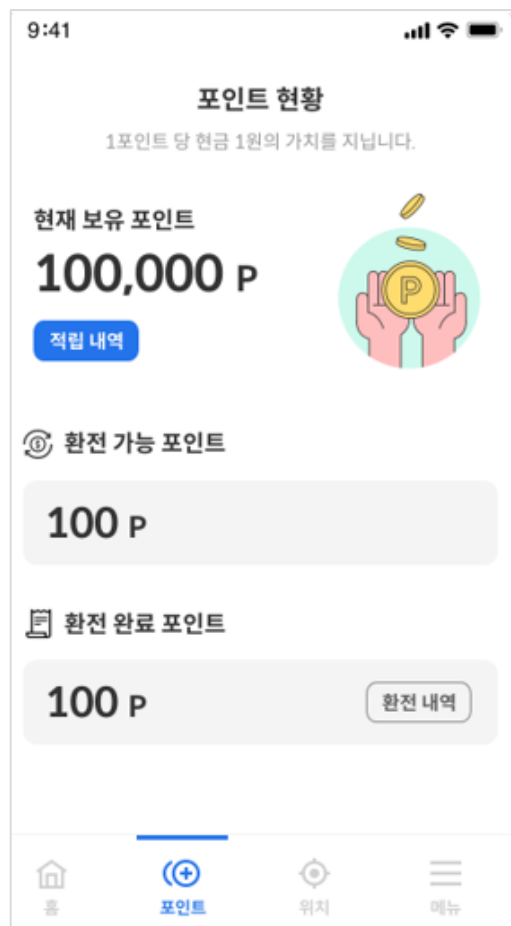 9:41
포인트 현황
1포인트 당 현금 1원의 가치를 지닙니다.
현재 보유 포인트
100,000 P
적립 내역
P
환전 가능 포인트
100 P
환전 완료 포인트
100 P
환전 내역
홈
포인트
위치
메뉴